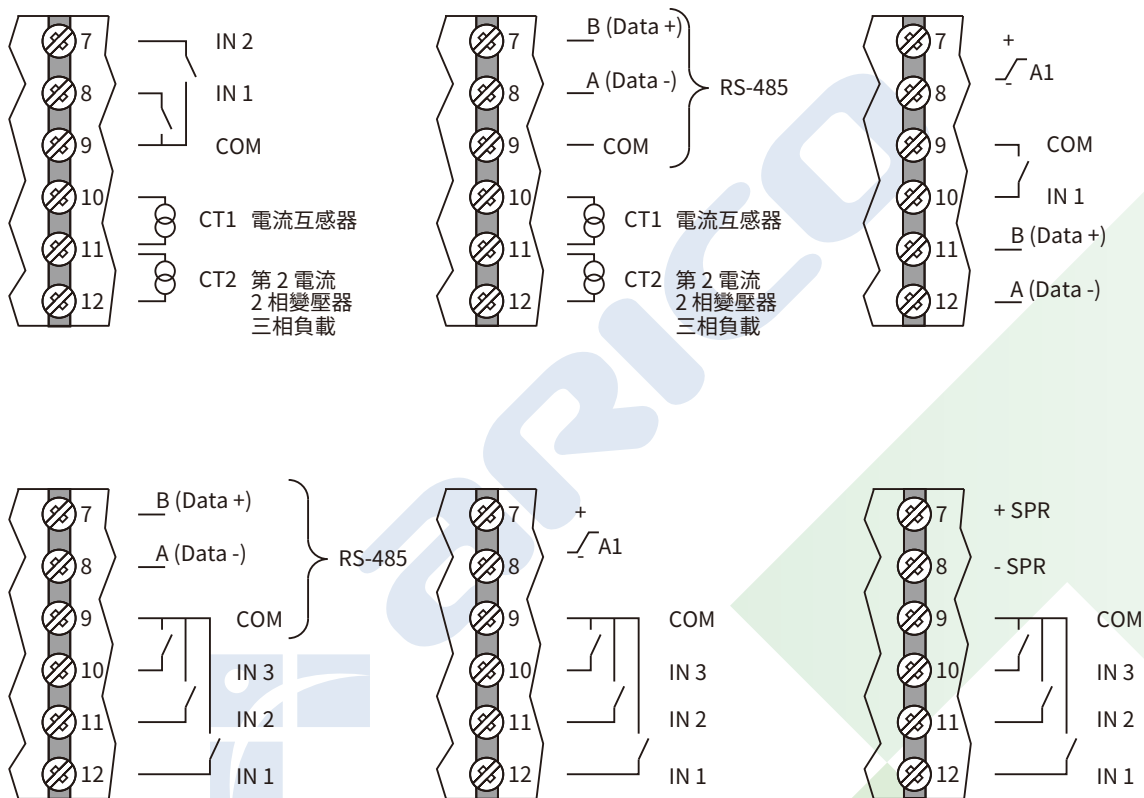 7 IN 2
8 IN 1
9 COM
10
CT1 電流互感器
11
CT2 第 2 電流
12 2 相變壓器
三相負載
7 B (Data +)
8 A (Data -) RS-485
9 COM
10
CT1 電流互感器
11
CT2 第 2 電流
12 2 相變壓器
三相負載
7 +
A1
8 -
9 COM
10 IN 1
11 B (Data +)
12 A (Data -)
7 B (Data +)
8 A (Data -) RS-485
9 COM
10 IN 3
11 IN 2
12 IN 1
7 +
A1
8 -
9 COM
10 IN 3
11 IN 2
12 IN 1
7 + SPR
8 - SPR
9 COM
10 IN 3
11 IN 2
12 IN 1
arico